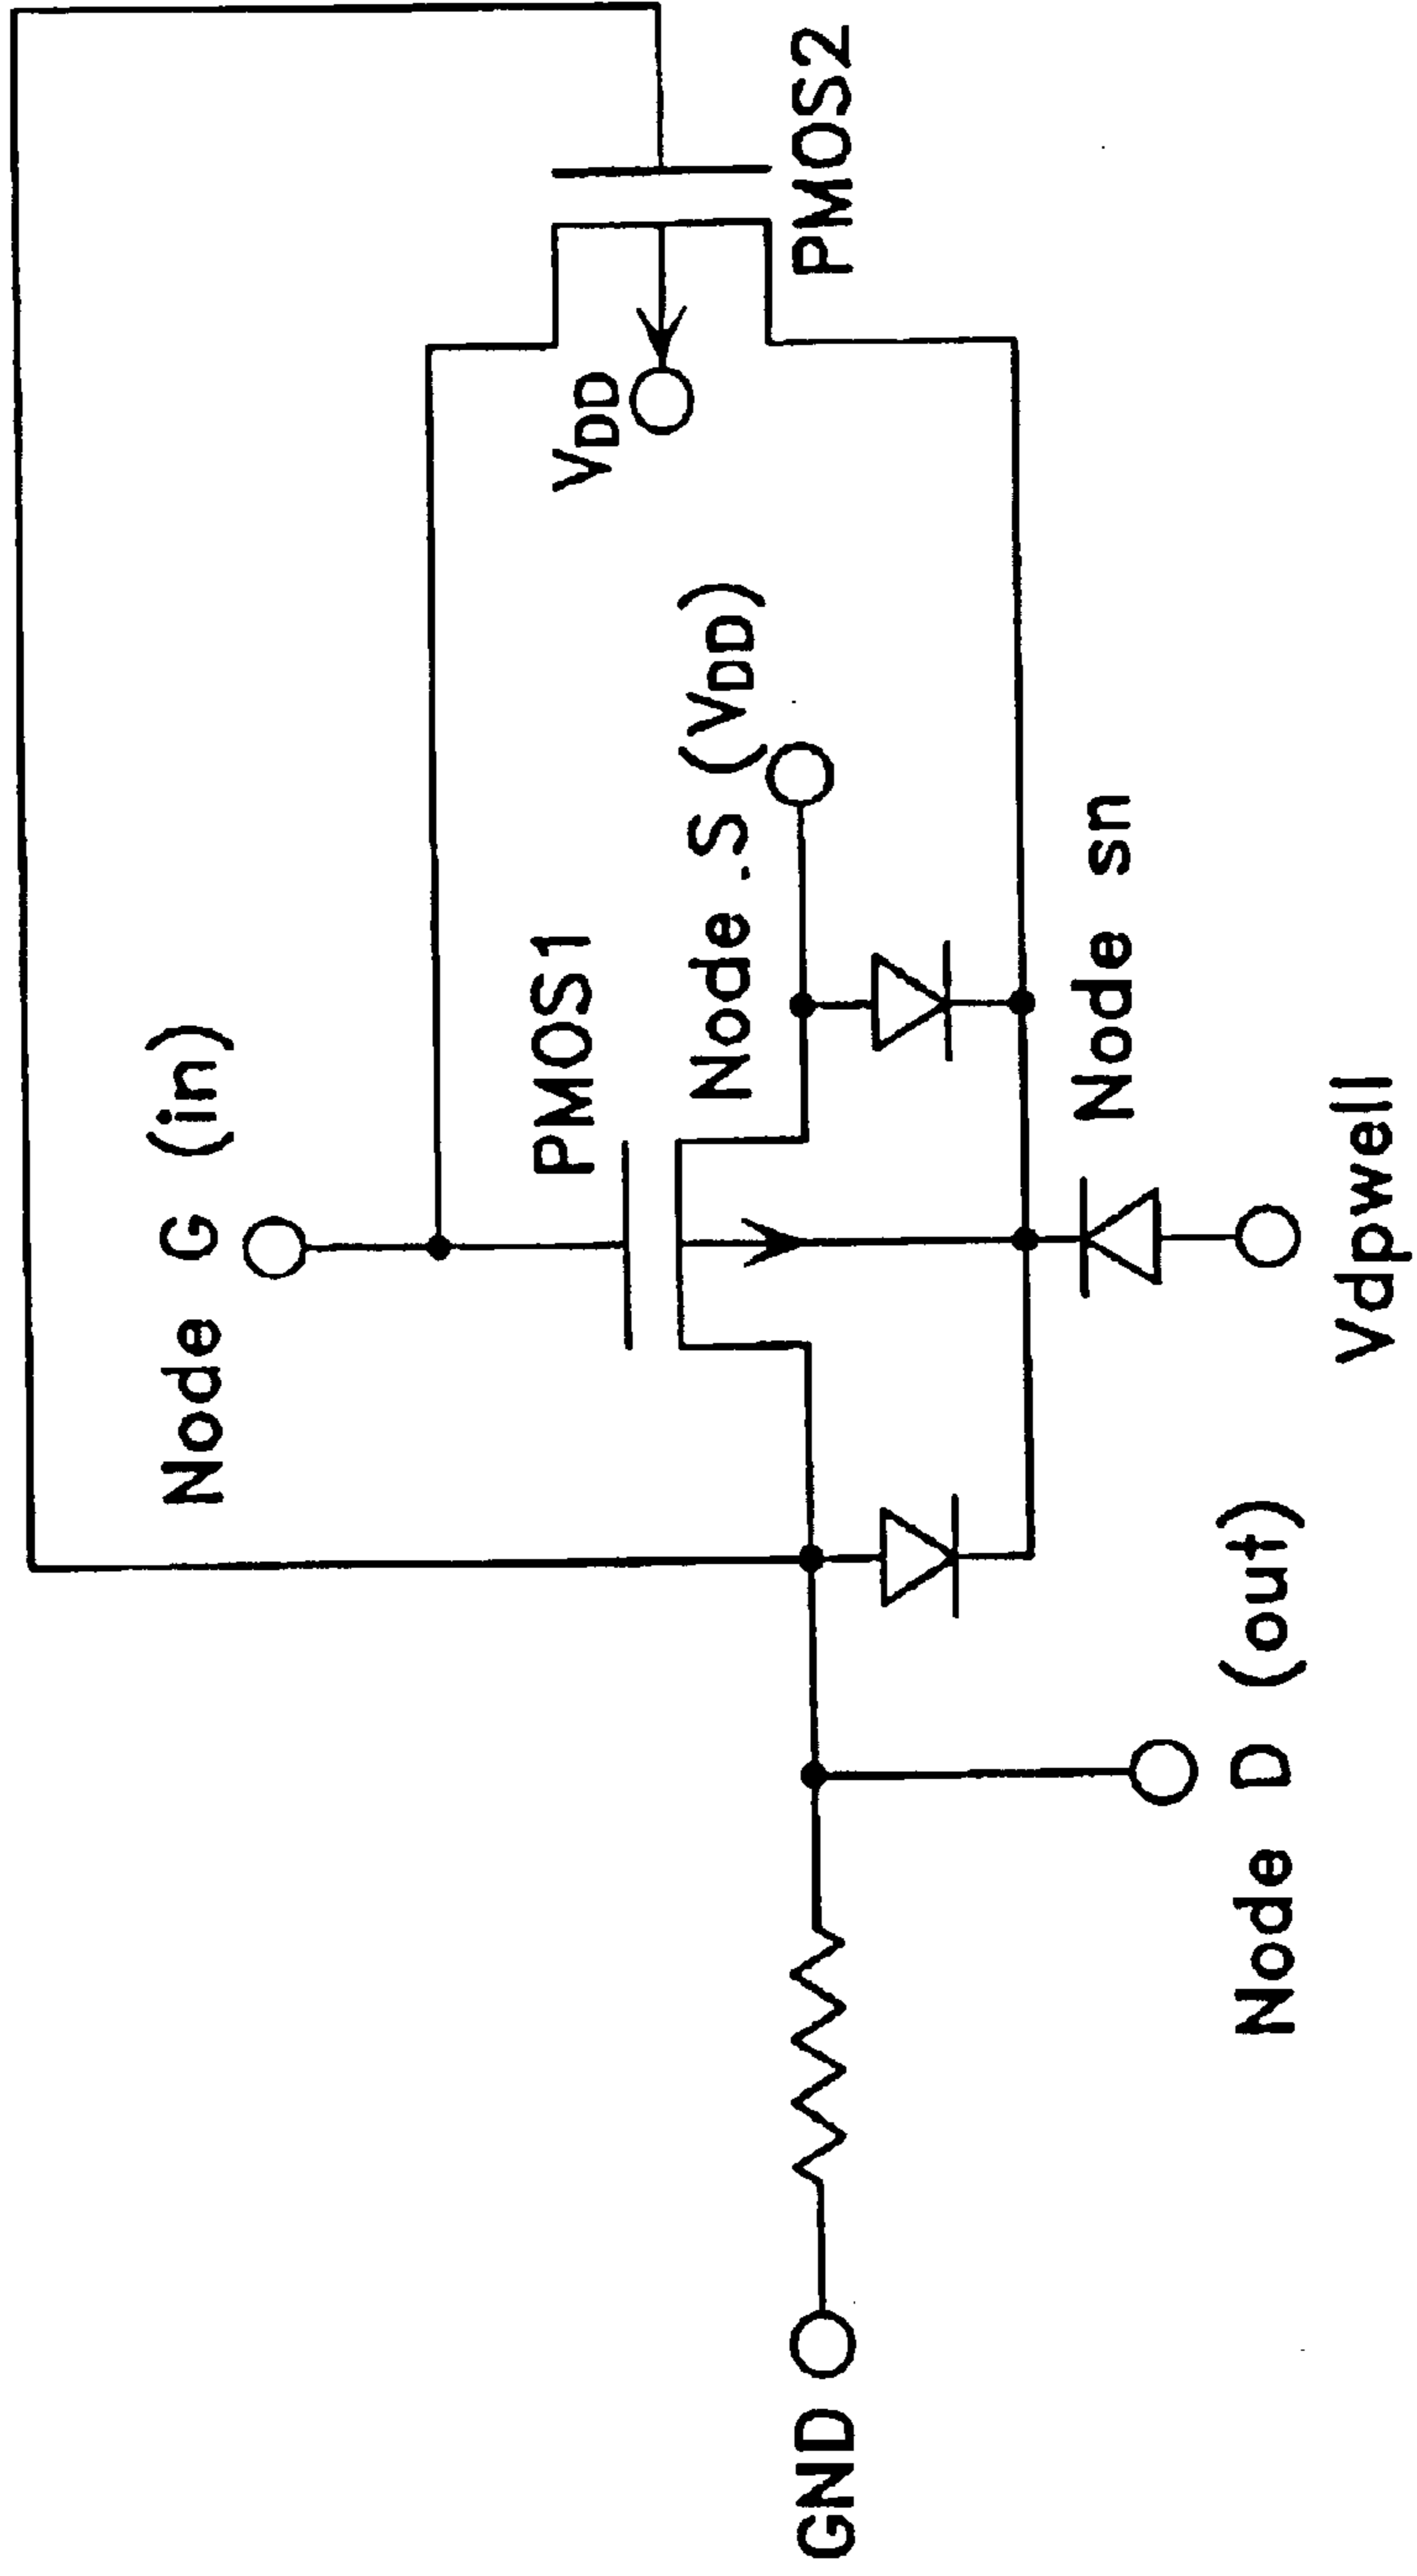 PMOS2
VDD
Node G (in)
PMOS1
Node S (VDD)
Node sn
Vdpwell
Node D (out)
GND